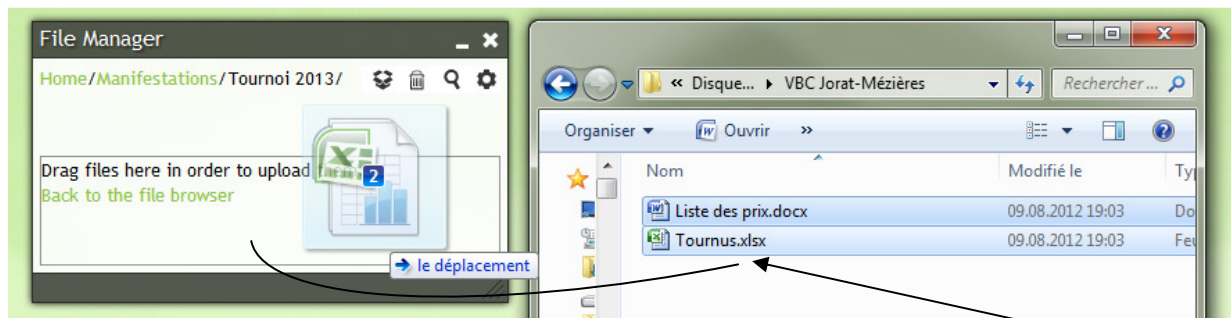 File Manager
Home/Manifestations/Tournoi 2013/
Drag files here in order to upload
2
Back to the file browser
le déplacement
« Disque... VBC Jorat-Mézières
Rechercher ...
Organiser Ouvrir »
Nom Modifié le
Liste des prix.docx 09.08.2012 19:03 Do
Tournus.xlsx 09.08.2012 19:03